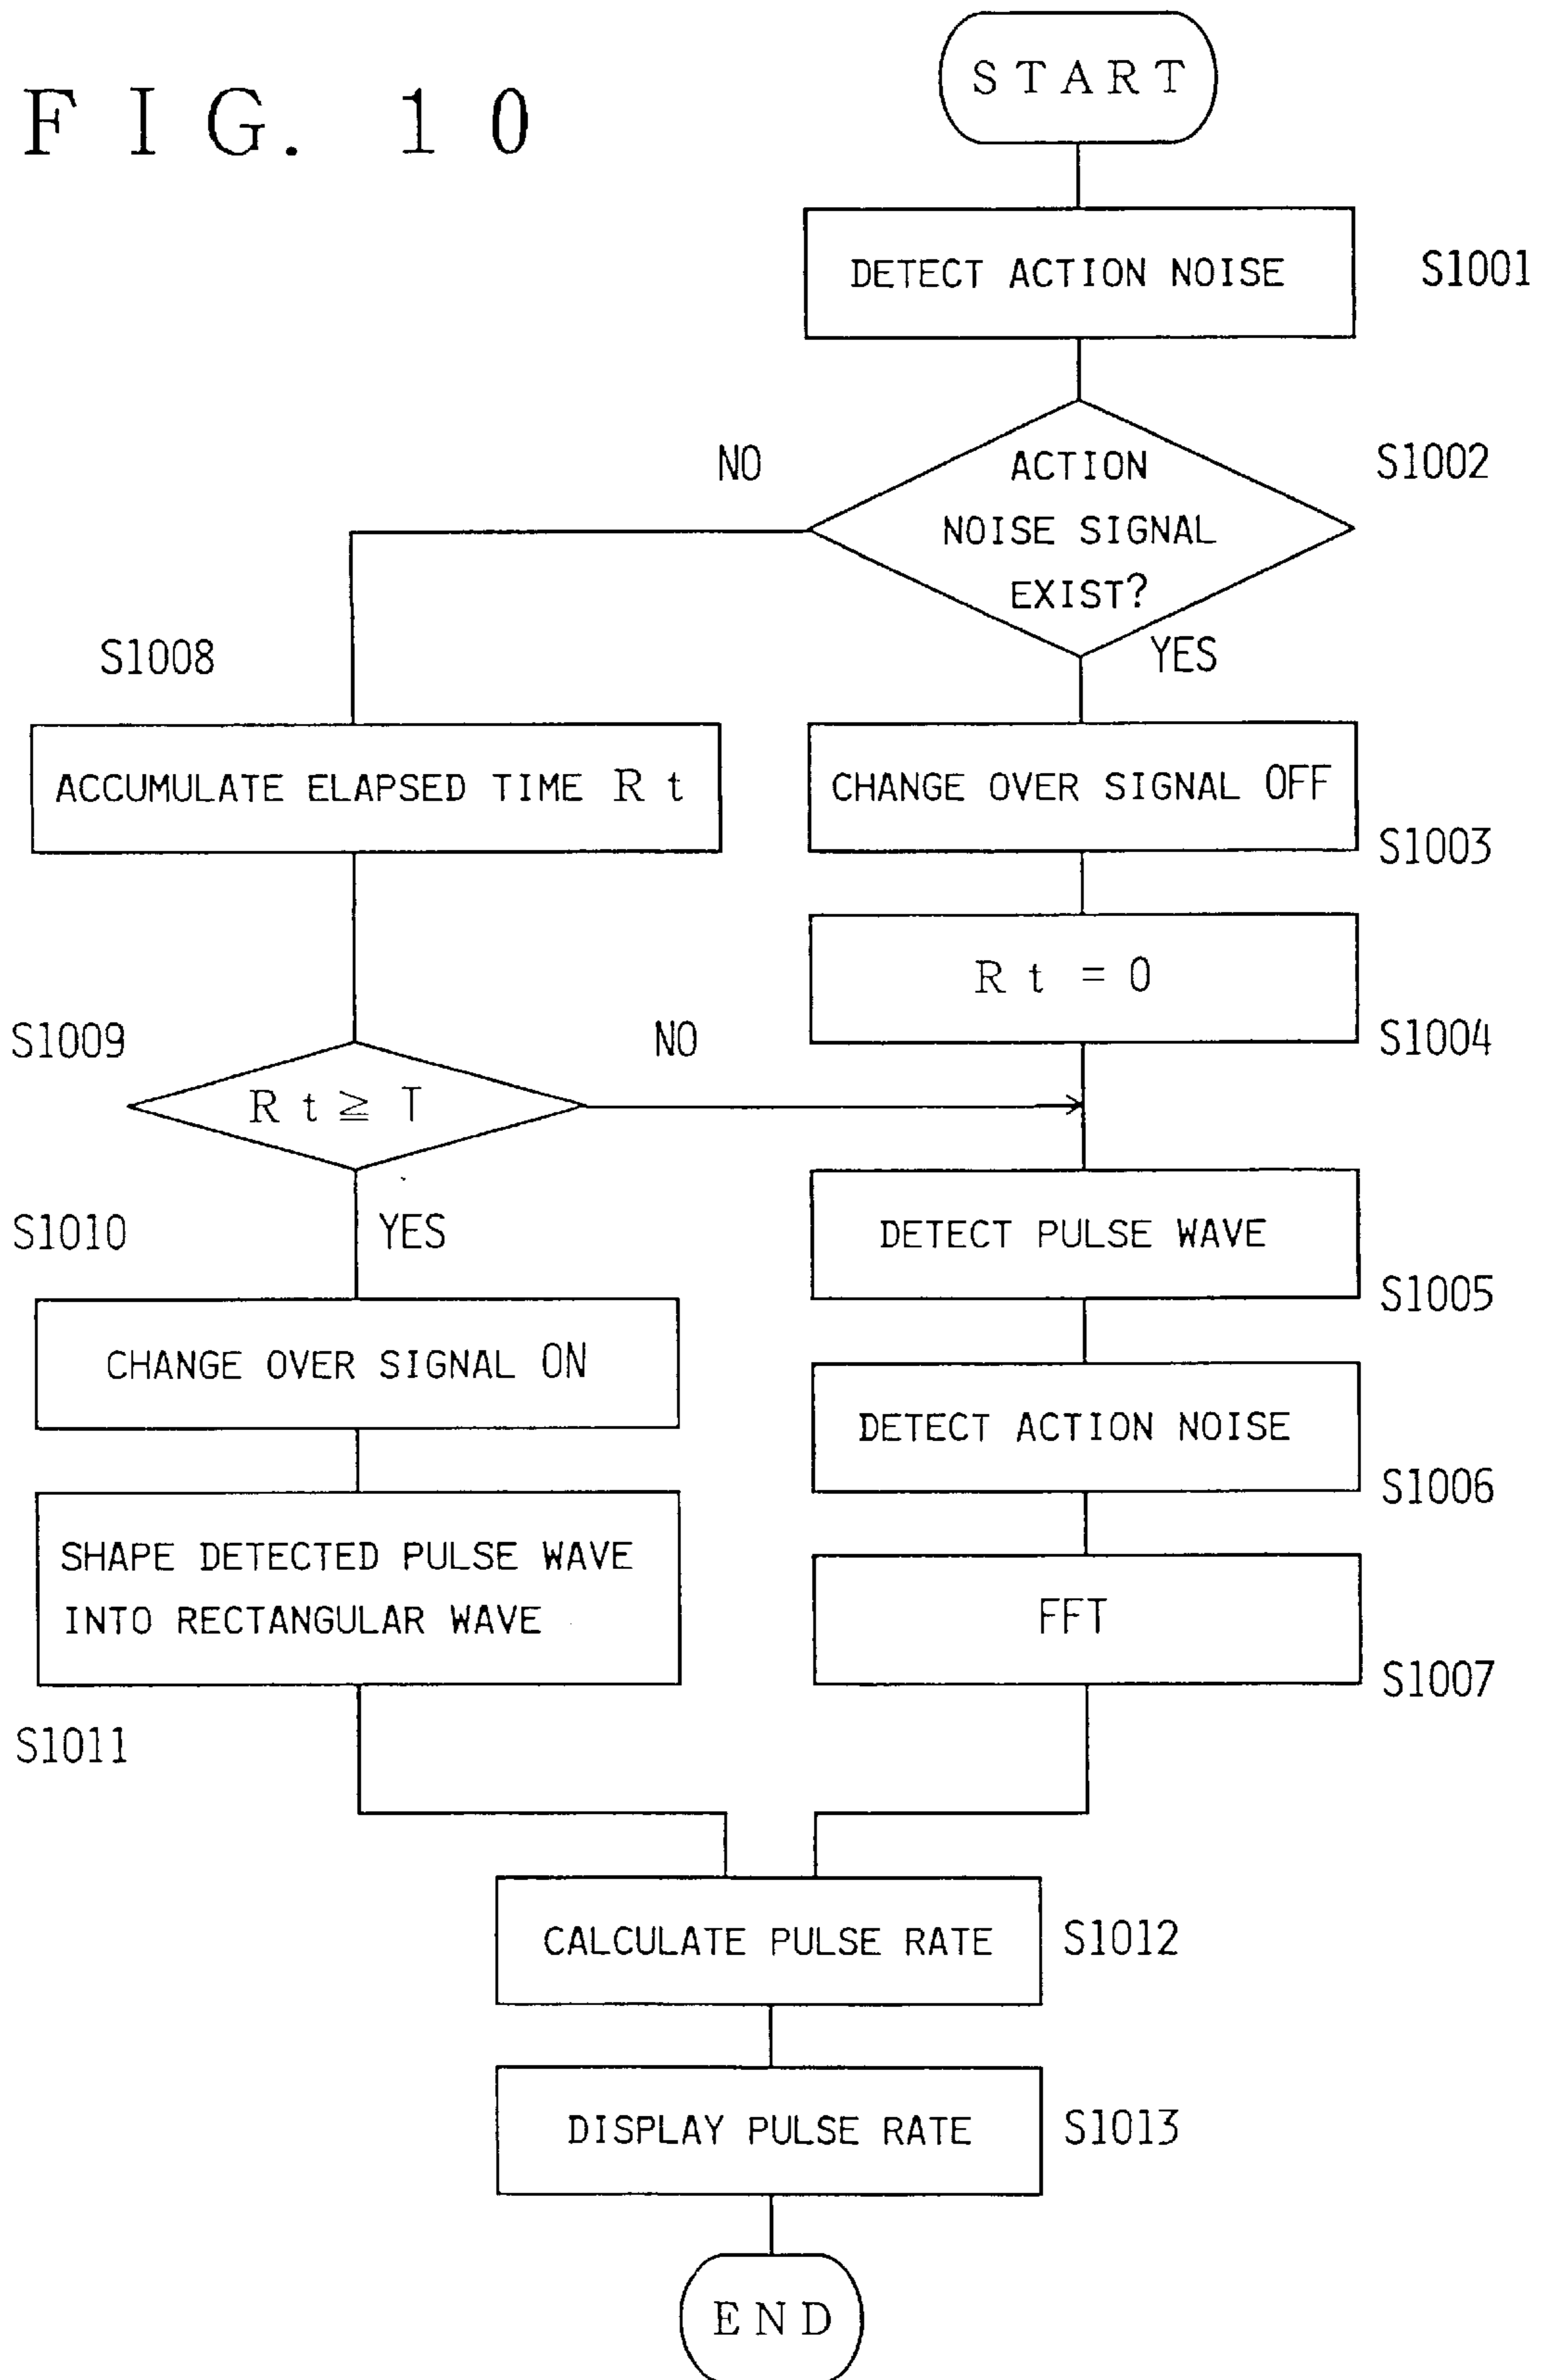 FIG. 10
START
DETECT ACTION NOISE
S1001
NO
ACTION
NOISE SIGNAL
EXIST?
S1002
YES
S1008
ACCUMULATE ELAPSED TIME Rt
CHANGE OVER SIGNAL OFF
S1003
Rt = 0
S1004
S1009
Rt ≧ T
NO
S1010
YES
DETECT PULSE WAVE
S1005
CHANGE OVER SIGNAL ON
DETECT ACTION NOISE
S1006
SHAPE DETECTED PULSE WAVE
INTO RECTANGULAR WAVE
FFT
S1007
S1011
CALCULATE PULSE RATE
S1012
DISPLAY PULSE RATE
S1013
END